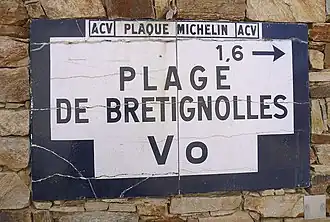 ACV PLAQUE MICHELIN ACV
1,6 →
PLAGE
DE BRETIGNOLLES
Vo